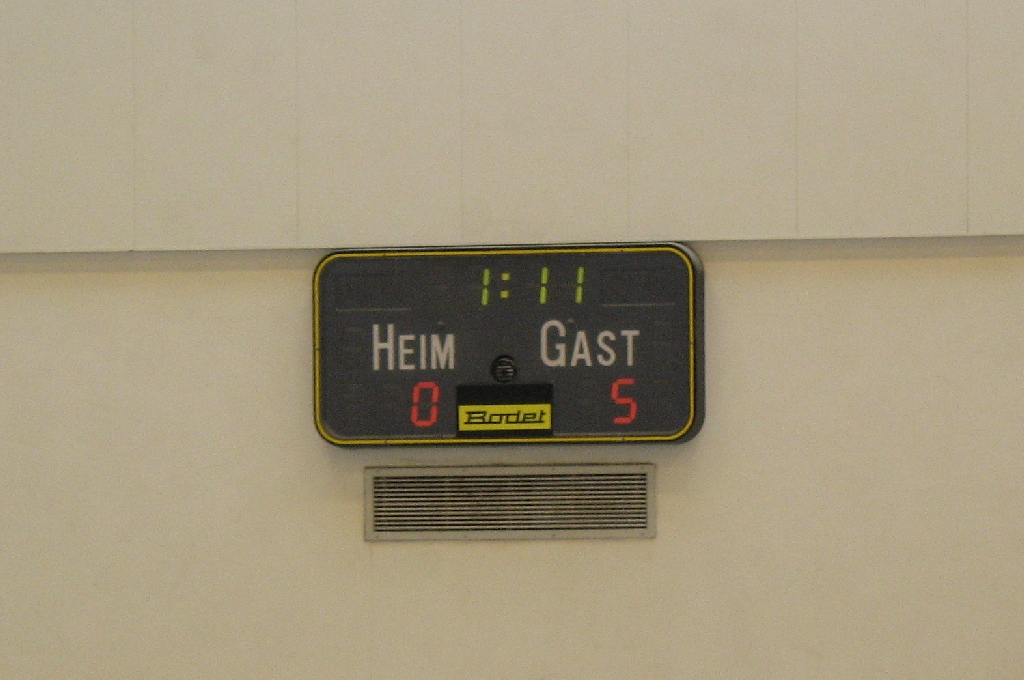 1:11
HEIM GAST
0 5
Bodet